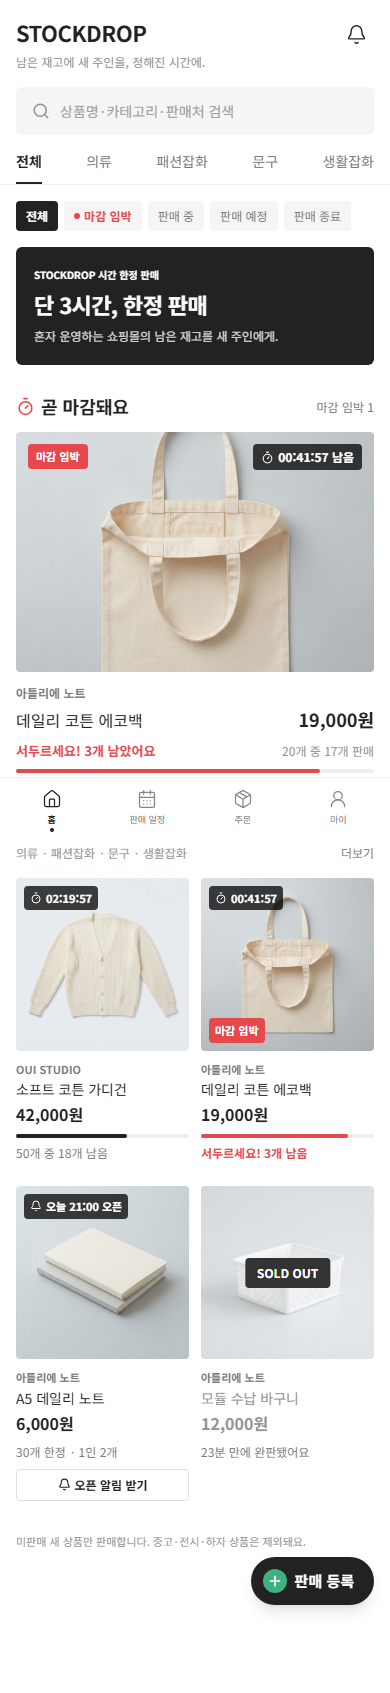 STOCKDROP
남은 재고에 새 주인을, 정해진 시간에.
상품명·카테고리·판매처 검색
전체 의류 패션잡화 문구 생활잡화
전체 마감 임박 판매 중 판매 예정 판매 종료
STOCKDROP 시간 한정 판매
단 3시간, 한정 판매
혼자 운영하는 쇼핑몰의 남은 재고를 새 주인에게.
곧 마감돼요 마감 임박 1
마감 임박 00:41:57 남음
아틀리에 노트
데일리 코튼 에코백 19,000원
서두르세요! 3개 남았어요 20개 중 17개 판매
홈 판매 일정 주문 마이
의류 · 패션잡화 · 문구 · 생활잡화 더보기
02:19:57
OUI STUDIO
소프트 코튼 가디건
42,000원
50개 중 18개 남음
00:41:57
마감 임박
아틀리에 노트
데일리 코튼 에코백
19,000원
서두르세요! 3개 남음
오늘 21:00 오픈
아틀리에 노트
A5 데일리 노트
6,000원
30개 한정 · 1인 2개
오픈 알림 받기
SOLD OUT
아틀리에 노트
모듈 수납 바구니
12,000원
23분 만에 완판됐어요
미판매 새 상품만 판매합니다. 중고·전시·하자 상품은 제외돼요.
판매 등록